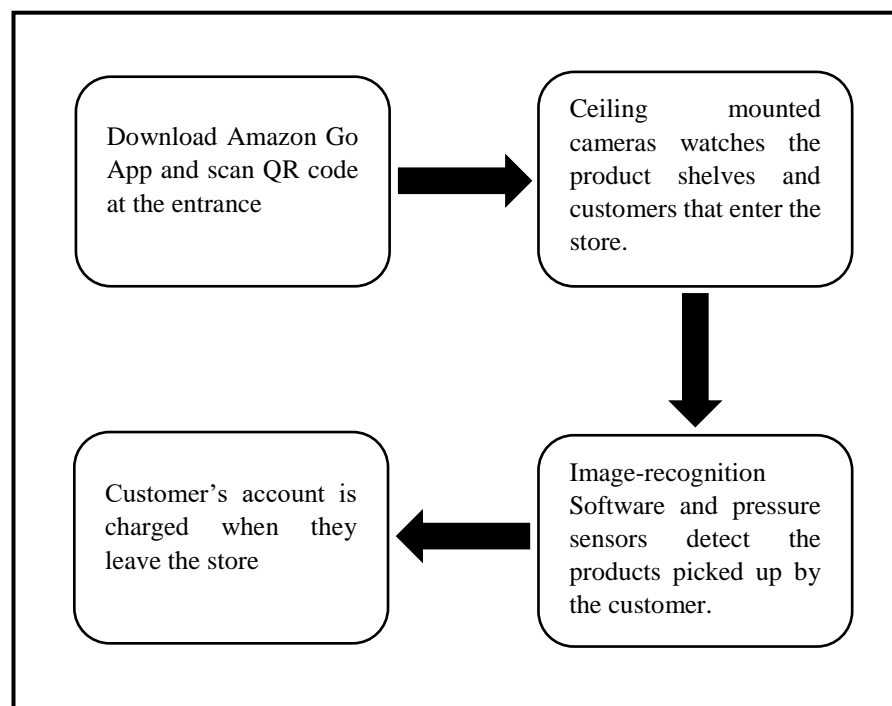 Download Amazon Go
App and scan QR code
at the entrance
Ceiling mounted
cameras watches the
product shelves and
customers that enter the
store.
Image-recognition
Software and pressure
sensors detect the
products picked up by
the customer.
Customer’s account is
charged when they
leave the store